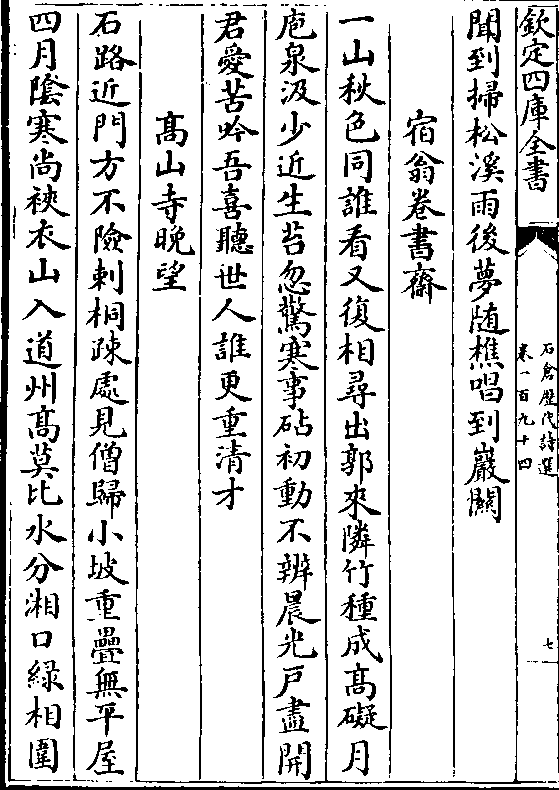 欽定四庫全書
石倉歷代詩選
卷一百九十四
七
聞到掃松溪雨後夢随樵唱到巖關
宿翁卷書齋
一山秋色同誰看又復相尋出郭來隣竹種成高礙月
庖泉汲少近生苔忽驚寒事砧初動不辨晨光戸盡開
君愛苦吟吾喜聽世人誰更重清才
髙山寺晚望
石路近門方不險刺桐疎處見僧歸小坡重疊無平屋
四月陰寒尚裌衣山入道州髙莫比水分湘口緑相圍